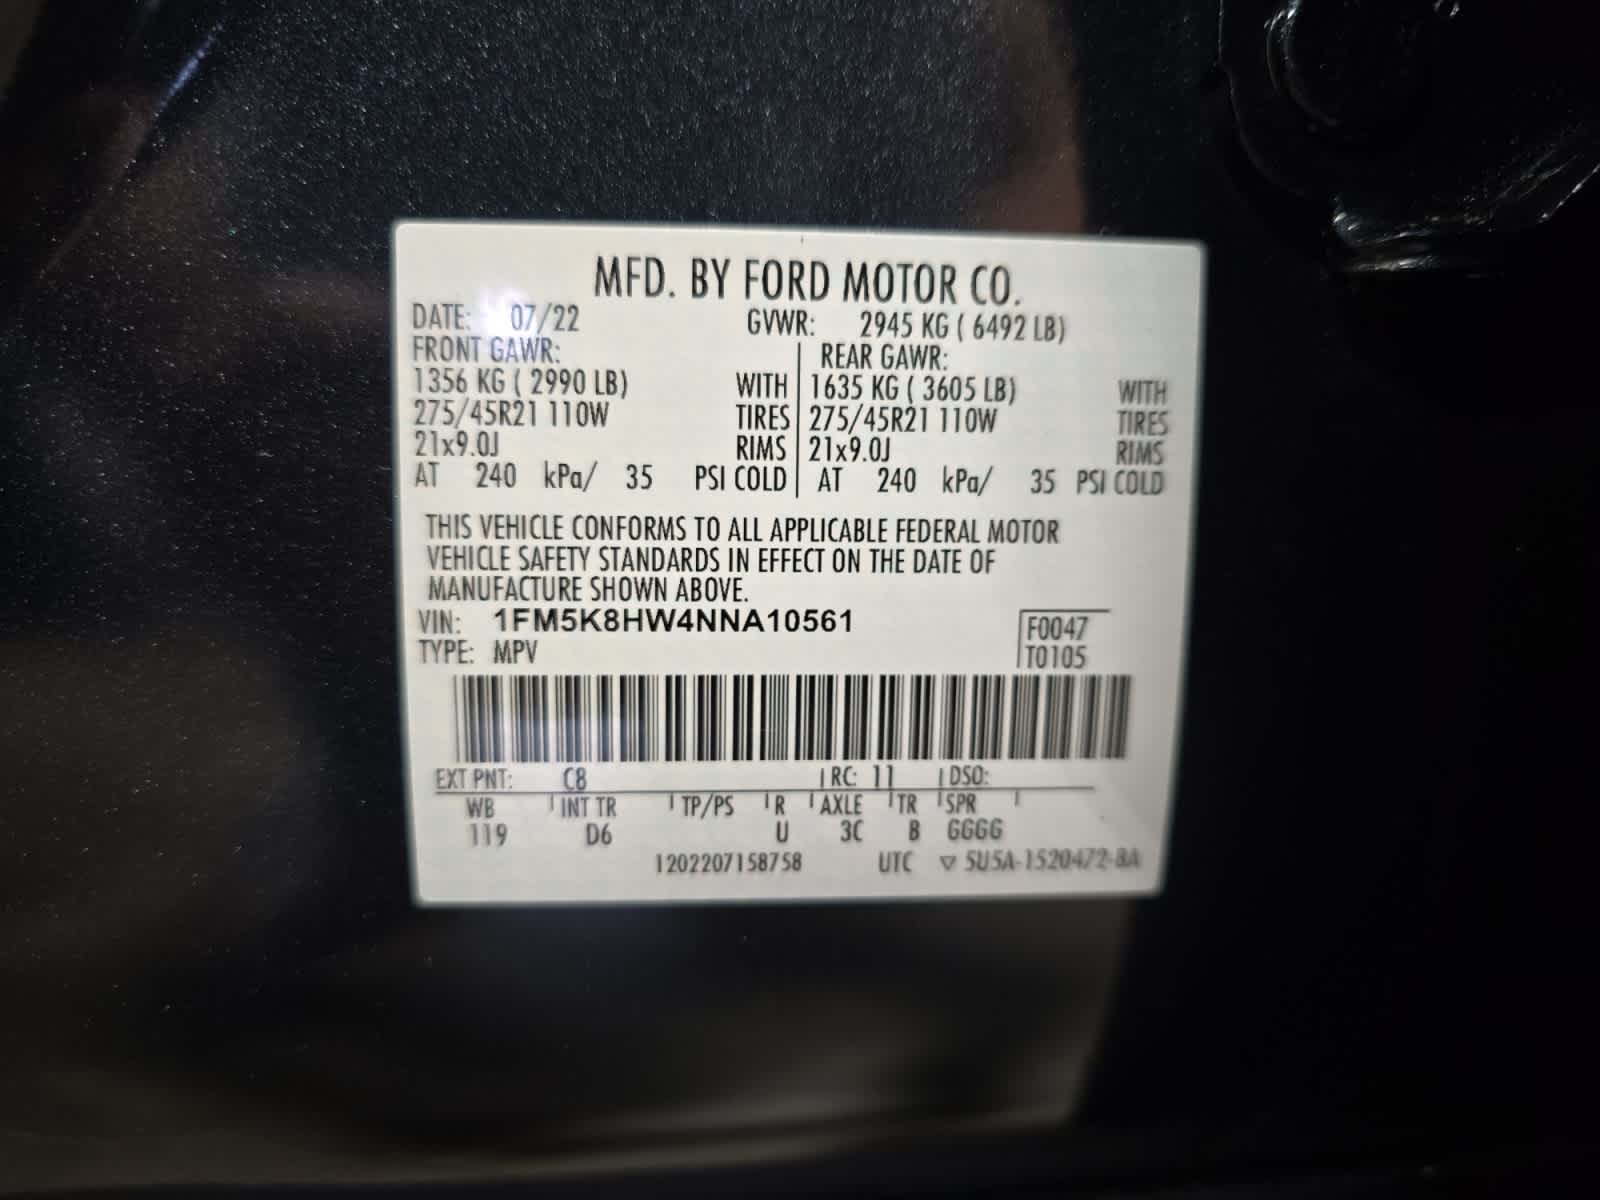 MFD. BY FORD MOTOR CO.
DATE: 07/22 GVWR: 2945 KG ( 6492 LB)
FRONT GAWR: REAR GAWR:
1356 KG ( 2990 LB) WITH 1635 KG ( 3605 LB) WITH
275/45R21 110W TIRES 275/45R21 110W TIRES
21x9.0J RIMS 21x9.0J RIMS
AT 240 kPa/ 35 PSI COLD AT 240 kPa/ 35 PSI COLD
THIS VEHICLE CONFORMS TO ALL APPLICABLE FEDERAL MOTOR
VEHICLE SAFETY STANDARDS IN EFFECT ON THE DATE OF
MANUFACTURE SHOWN ABOVE.
VIN: 1FM5K8HW4NNA10561 F0047
TYPE: MPV T0105
EXT PNT: C8 RC: 11 DSO:
WB INT TR TP/PS R AXLE TR SPR
119 D6 U 3C B GGGG
1202207158758 UTC ▽ 5U5A-1520472-BA